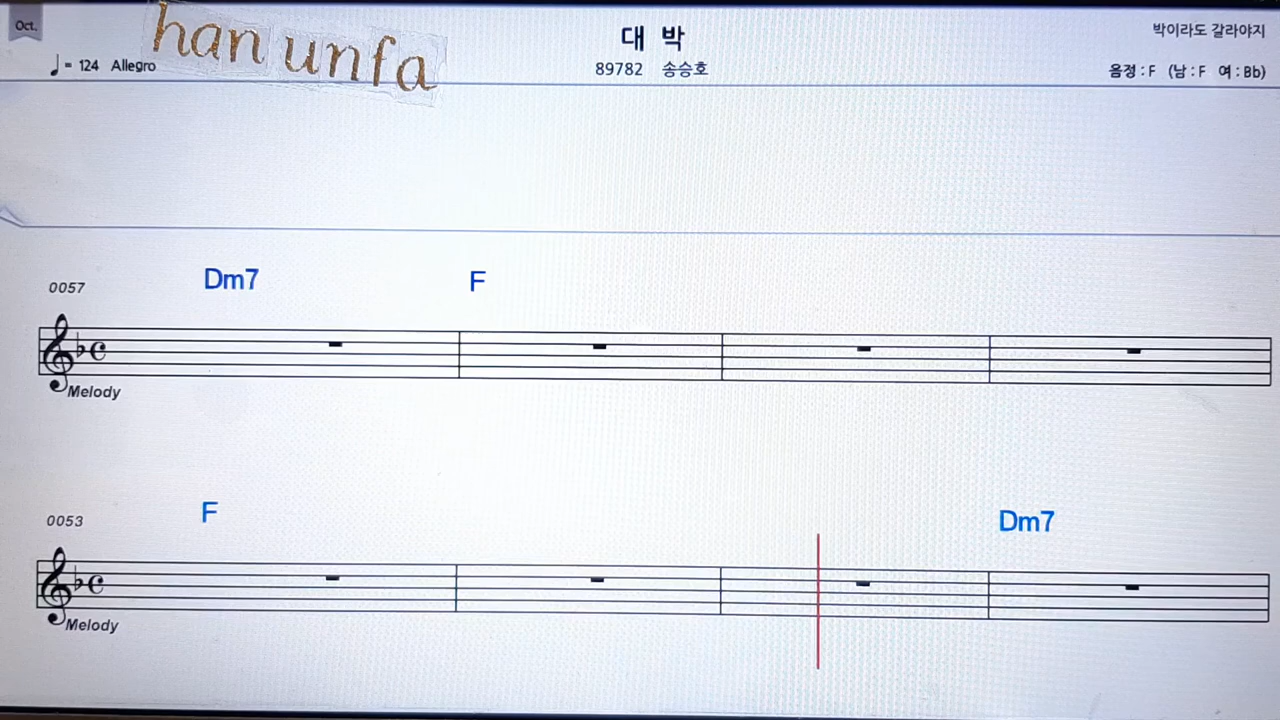 Oct.
han unfa
♩= 124 Allegro
대 박
89782 송승호
박이라도 갈라야지
음정 : F (남 : F 여 : Bb)
0057
Dm7 F
Melody
0053
F Dm7
Melody